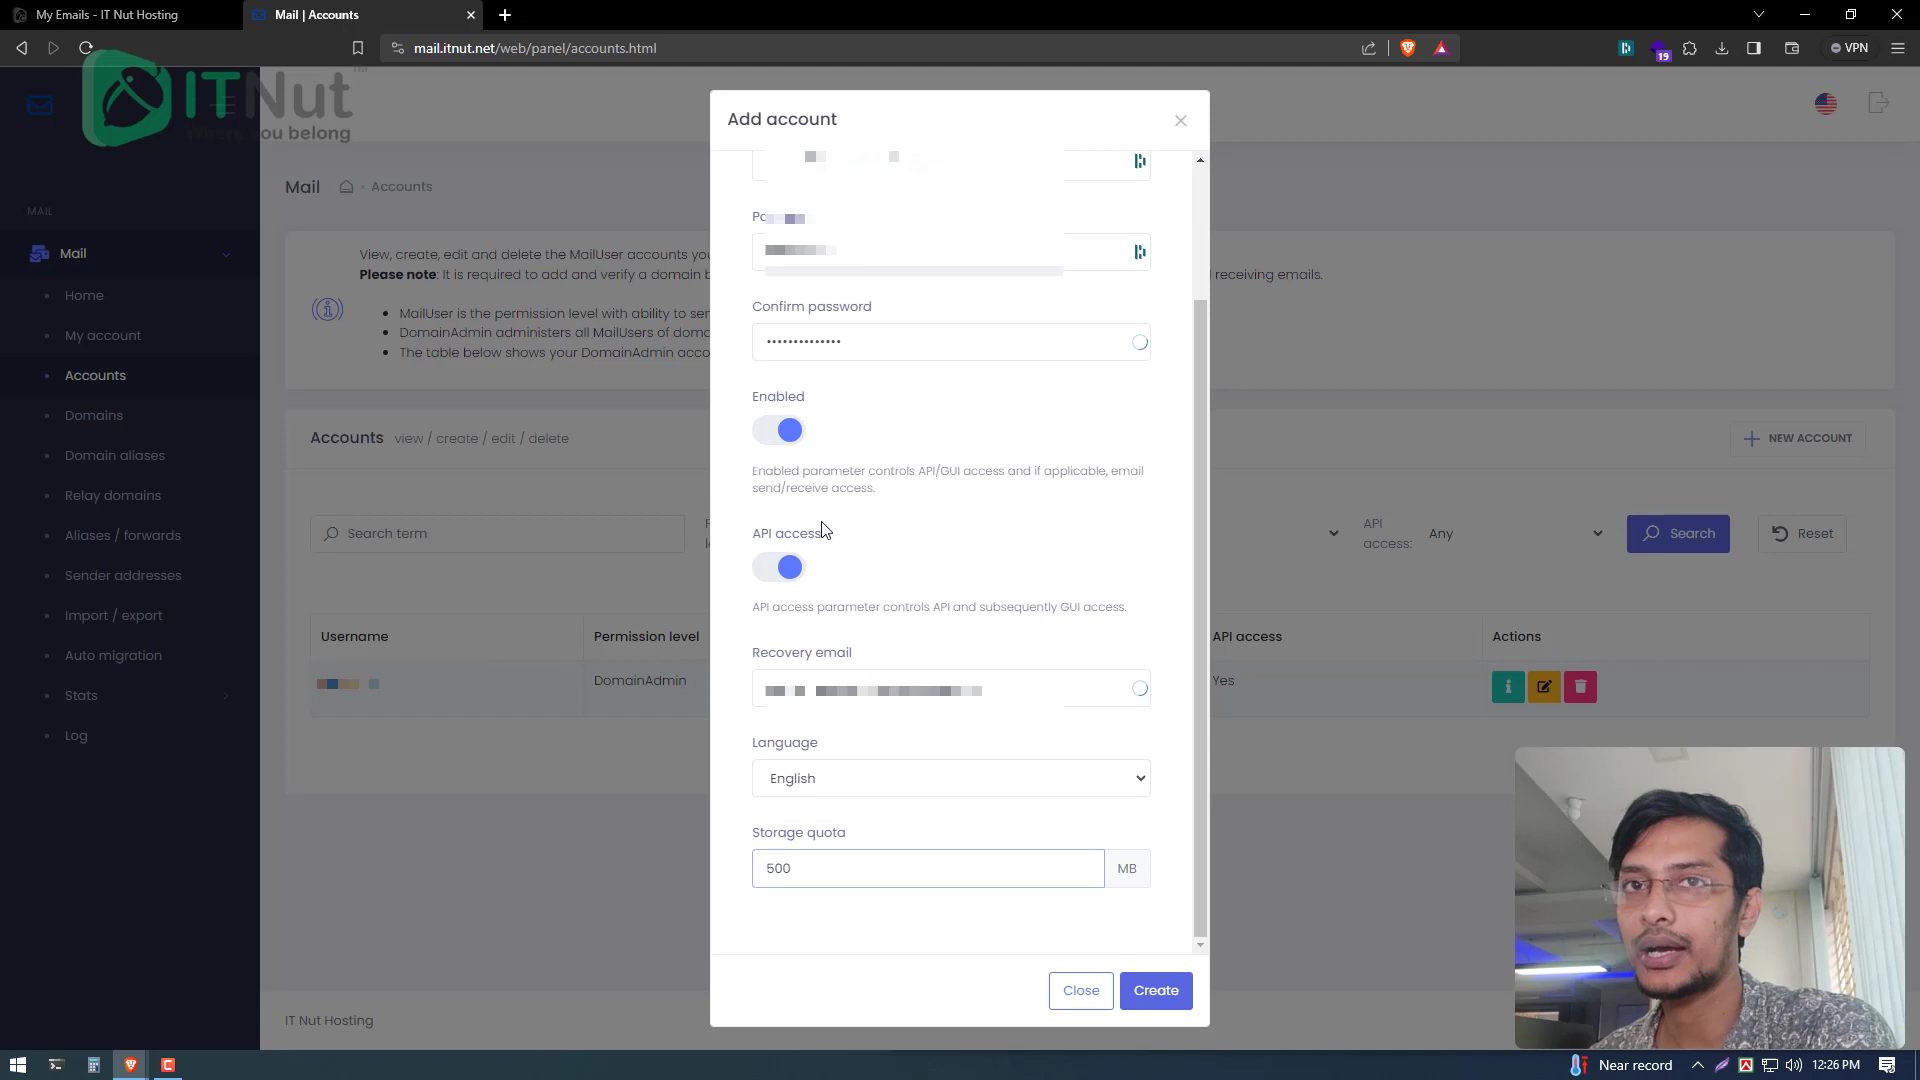 My Emails - IT Nut Hosting
Mail | Accounts
mail.itnut.net/web/panel/accounts.html
19
VPN
ITNut
Where you belong
TM
Add account
Mail
Accounts
MAIL
Mail
Home
My account
Accounts
Domains
Domain aliases
Relay domains
Aliases / forwards
Sender addresses
Import / export
Auto migration
Stats
Log
View, create, edit and delete the MailUser accounts
Please note: It is required to add and verify a domain
receiving emails.
MailUser is the permission level with ability to
DomainAdmin administers all MailUsers of
The table below shows your DomainAdmin
Confirm password
••••••••••••••
Enabled
Enabled parameter controls API/GUI access and if applicable, email
send/receive access.
API access
API access parameter controls API and subsequently GUI access.
Recovery email
Language
English
Storage quota
500 MB
Close Create
Accounts view / create / edit / delete
NEW ACCOUNT
Search term
API
access:
Any
Search
Reset
Username Permission level API access Actions
DomainAdmin Yes
IT Nut Hosting
Near record
12:26 PM